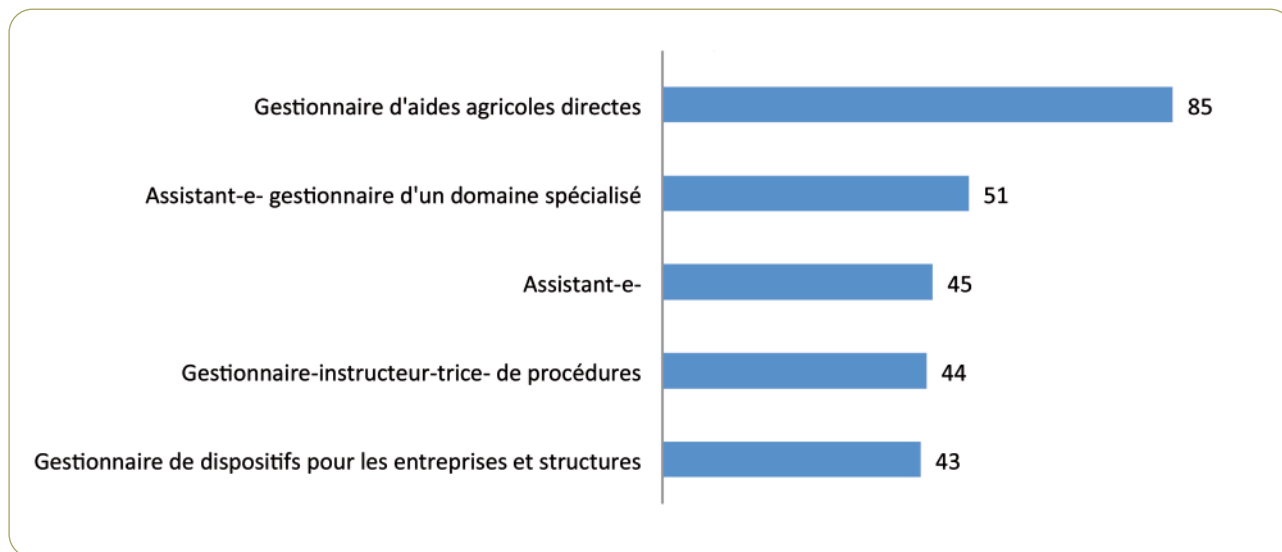 Gestionnaire d'aides agricoles directes 85
Assistant-e- gestionnaire d'un domaine spécialisé 51
Assistant-e- 45
Gestionnaire-instructeur-trice- de procédures 44
Gestionnaire de dispositifs pour les entreprises et structures 43